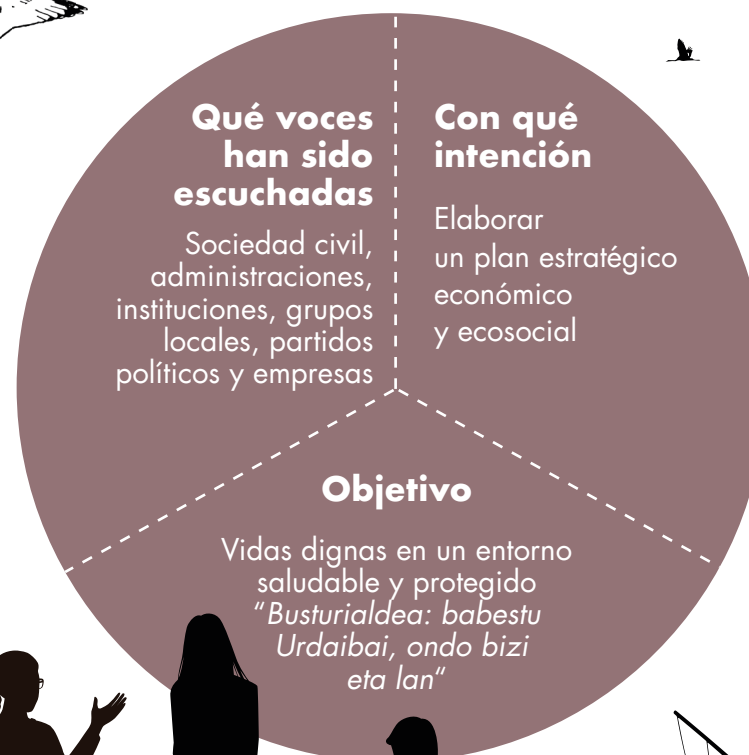 Qué voces
han sido
escuchadas
Sociedad civil,
administraciones,
instituciones, grupos
locales, partidos
políticos y empresas
Con qué
intención
Elaborar
un plan estratégico
económico
y ecosocial
Objetivo
Vidas dignas en un entorno
saludable y protegido
“Busturialdea: babestu
Urdaibai, ondo bizi
eta lan“